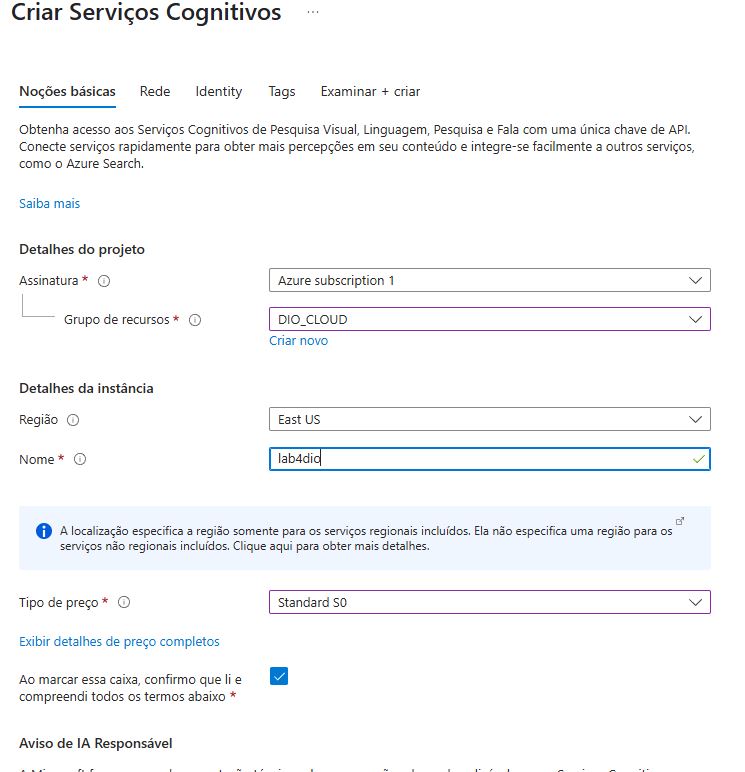 Criar Serviços Cognitivos ...
Noções básicas Rede Identity Tags Examinar + criar
Obtenha acesso aos Serviços Cognitivos de Pesquisa Visual, Linguagem, Pesquisa e Fala com uma única chave de API.
Conecte serviços rapidamente para obter mais percepções em seu conteúdo e integre-se facilmente a outros serviços,
como o Azure Search.
Saiba mais
Detalhes do projeto
Assinatura * Azure subscription 1
Grupo de recursos * DIO_CLOUD
Criar novo
Detalhes da instância
Região East US
Nome * lab4dio
A localização especifica a região somente para os serviços regionais incluídos. Ela não especifica uma região para os
serviços não regionais incluídos. Clique aqui para obter mais detalhes.
Tipo de preço * Standard S0
Exibir detalhes de preço completos
Ao marcar essa caixa, confirmo que li e
compreendi todos os termos abaixo *
Aviso de IA Responsável